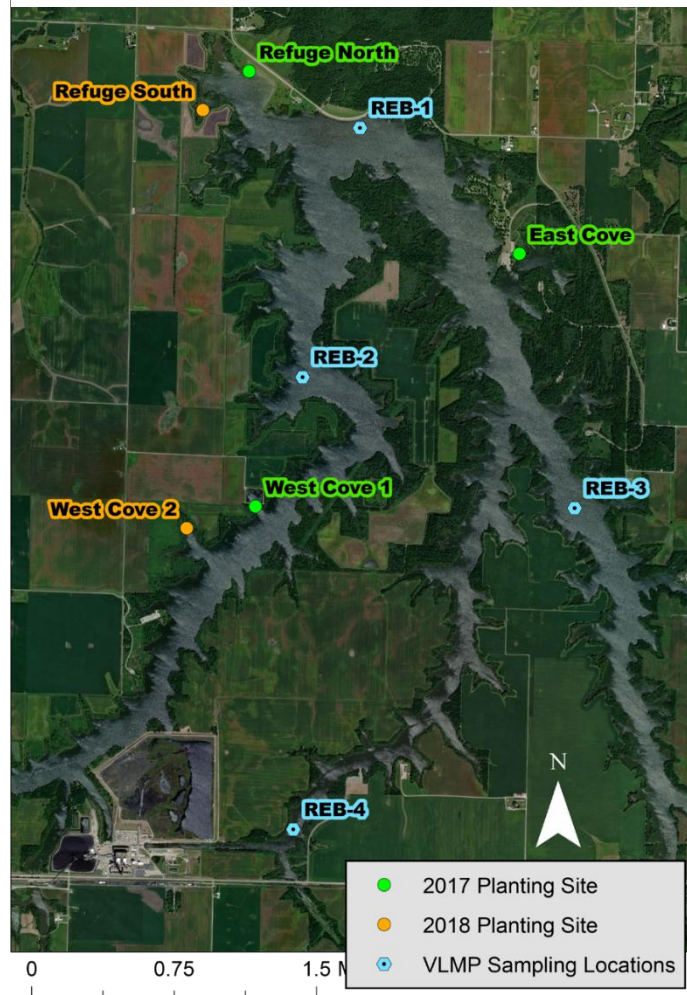 Refuge North
Refuge South
REB-1
East Cove
REB-2
West Cove 1
REB-3
West Cove 2
N
REB-4
2017 Planting Site
2018 Planting Site
VLMP Sampling Locations
0 0.75 1.5 M